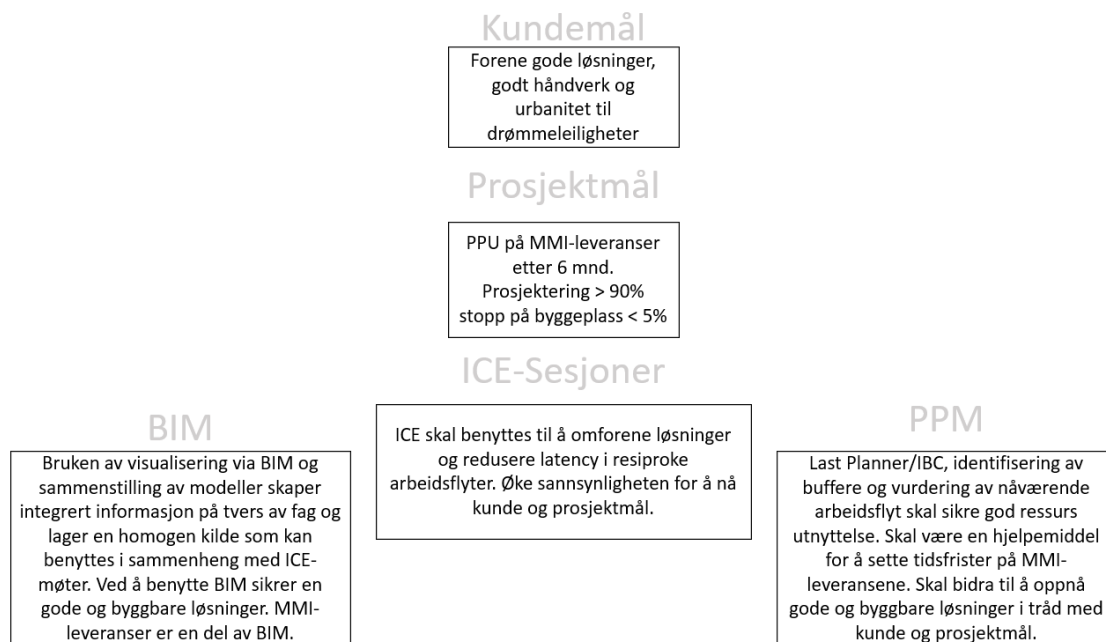 Kundemål
Forene gode løsninger,
godt håndverk og
urbanitet til
drømmeleiligheter
Prosjektmål
PPU på MMI-leveranser
etter 6 mnd.
Prosjektering > 90%
stopp på byggeplass < 5%
ICE-Sesjoner
ICE skal benyttes til å omforene løsninger
og redusere latency i resiproke
arbeidsflyter. Øke sannsynligheten for å nå
kunde og prosjektmål.
BIM
Bruken av visualisering via BIM og
sammenstilling av modeller skaper
integrert informasjon på tvers av fag og
lager en homogen kilde som kan
benyttes i sammenheng med ICE-
møter. Ved å benytte BIM sikrer en
gode og byggbare løsninger. MMI-
leveranser er en del av BIM.
PPM
Last Planner/IBC, identifisering av
buffere og vurdering av nåværende
arbeidsflyt skal sikre god ressurs
utnyttelse. Skal være en hjelpemiddel
for å sette tidsfrister på MMI-
leveransene. Skal bidra til å oppnå
gode og byggbare løsninger i tråd med
kunde og prosjektmål.